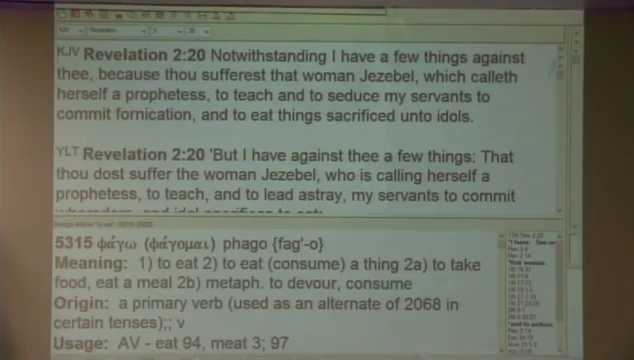 KJV Revelation 2:20 Notwithstanding I have a few things against
thee, because thou sufferest that woman Jezebel, which calleth
herself a prophetess, to teach and to seduce my servants to
commit fornication, and to eat things sacrificed unto idols.
YLT Revelation 2:20 'But I have against thee a few things: That
thou dost suffer the woman Jezebel, who is calling herself a
prophetess, to teach, and to lead astray, my servants to commit
5315 φάγω (φάγομαι) phago {fag'-o}
Meaning: 1) to eat 2) to eat (consume) a thing 2a) to take
food, eat a meal 2b) metaph. to devour, consume
Origin: a primary verb (used as an alternate of 2068 in
certain tenses);; v
Usage: AV - eat 94, meat 3; 97